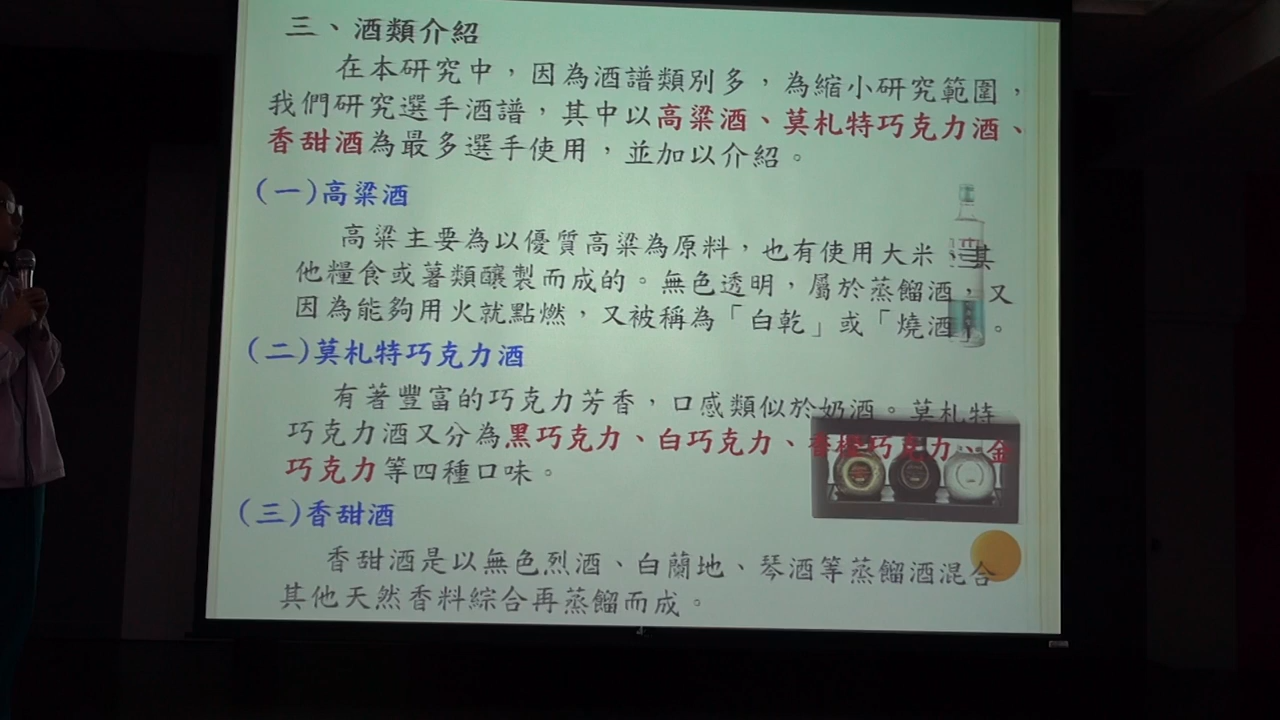 三、酒類介紹
在本研究中，因為酒譜類別多，為縮小研究範圍，
我們研究選手酒譜，其中以高粱酒、莫札特巧克力酒、
香甜酒為最多選手使用，並加以介紹。
(一)高粱酒
高粱主要為以優質高粱為原料，也有使用大米、其
他糧食或薯類釀製而成的。無色透明，屬於蒸餾酒，又
因為能夠用火就點燃，又被稱為「白乾」或「燒酒」。
(二)莫札特巧克力酒
有著豐富的巧克力芳香，口感類似於奶酒。莫札特
巧克力酒又分為黑巧克力、白巧克力、香橙巧克力、金
巧克力等四種口味。
(三)香甜酒
香甜酒是以無色烈酒、白蘭地、琴酒等蒸餾酒混合
其他天然香料綜合再蒸餾而成。